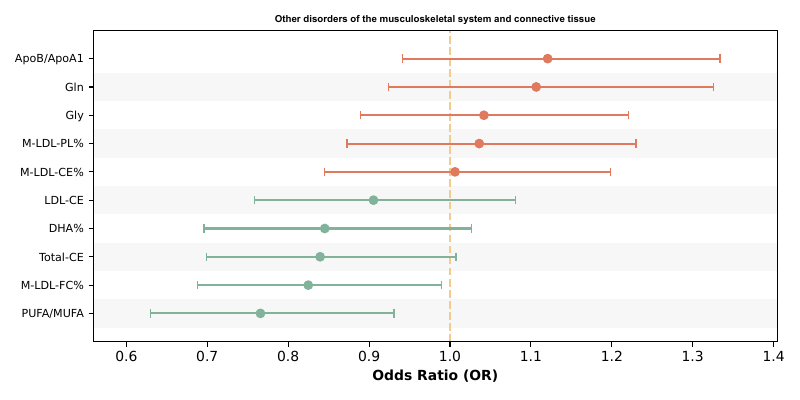 Other disorders of the musculoskeletal system and connective tissue
ApoB/ApoA1
Gln
Gly
M-LDL-PL%
M-LDL-CE%
LDL-CE
DHA%
Total-CE
M-LDL-FC%
PUFA/MUFA
0.6 0.7 0.8 0.9 1.0 1.1 1.2 1.3 1.4
Odds Ratio (OR)